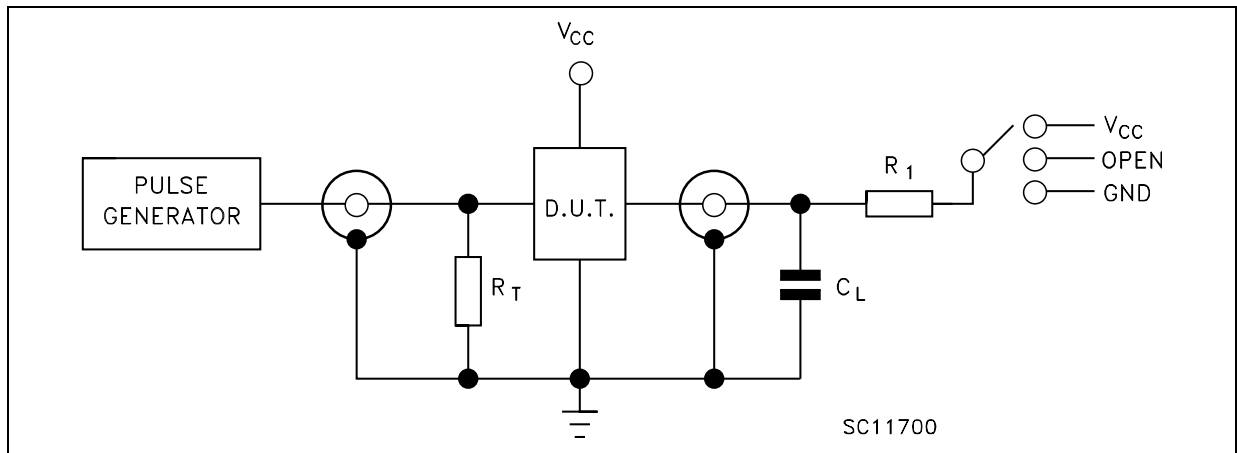 VCC
PULSE
GENERATOR
RT
D.U.T.
CL
R1
VCC
OPEN
GND
SC11700